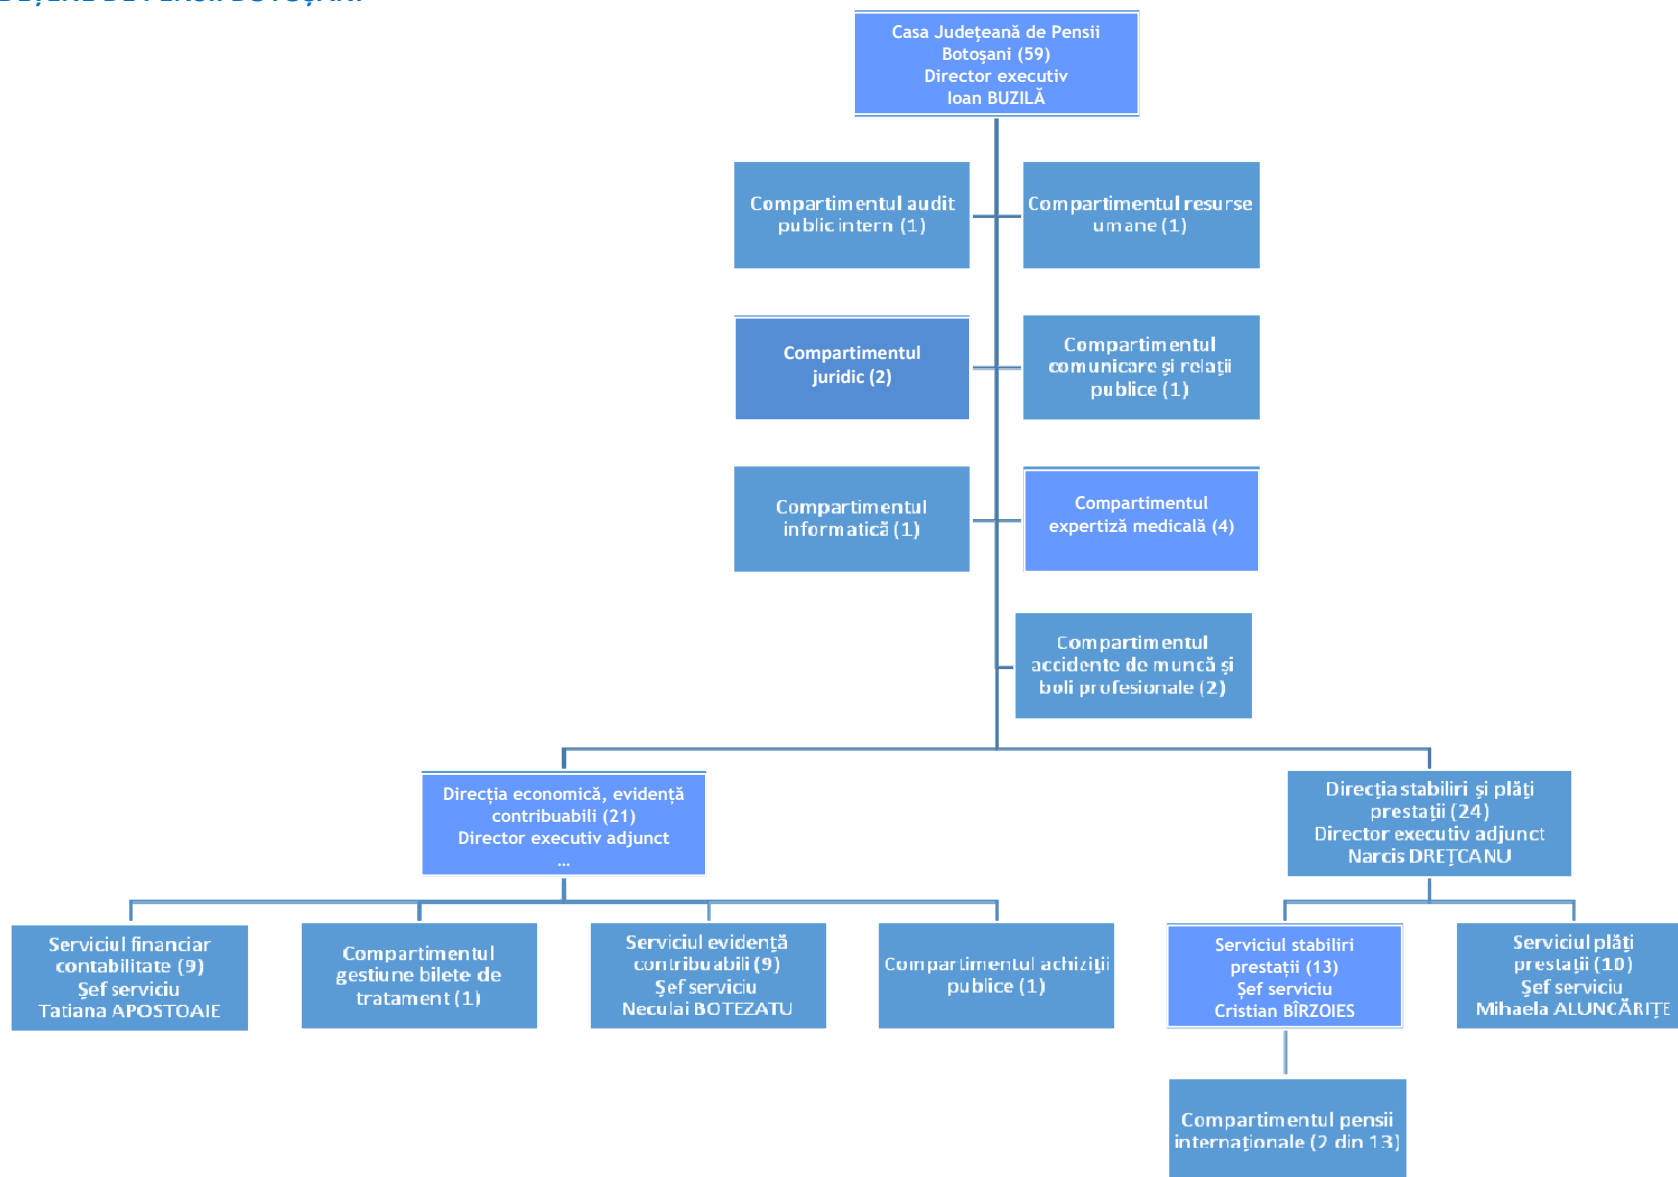 Casa Județeană de Pensii
Botoșani (59)
Director executiv
Ioan BUZILĂ
Compartimentul audit
public intern (1)
Compartimentul resurse
umane (1)
Compartimentul
juridic (2)
Compartimentul
comunicare și relații
publice (1)
Compartimentul
informatică (1)
Compartimentul
expertiză medicală (4)
Compartimentul
accidente de muncă și
boli profesionale (2)
Direcția economică, evidență
contribuabili (21)
Director executiv adjunct
...
Direcția stabiliri și plăți
prestații (24)
Director executiv adjunct
Narcis DREȚCANU
Serviciul financiar
contabilitate (9)
Șef serviciu
Tatiana APOSTOAIE
Compartimentul
gestiune bilete de
tratament (1)
Serviciul evidență
contribuabili (9)
Șef serviciu
Neculai BOTEZATU
Compartimentul achiziții
publice (1)
Serviciul stabiliri
prestații (13)
Șef serviciu
Cristian BÎRZOIES
Serviciul plăți
prestații (10)
Șef serviciu
Mihaela ALUNCĂRIȚE
Compartimentul pensii
internaționale (2 din 13)